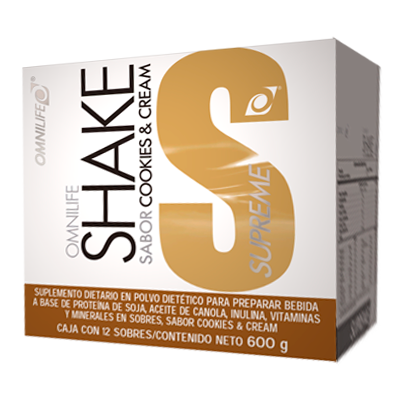 OMNILIFE
OMNILIFE
SHAKE
SABOR COOKIES & CREAM
S
SUPREME
SUPLEMENTO DIETARIO EN POLVO DIETÉTICO PARA PREPARAR BEBIDA
A BASE DE PROTEÍNA DE SOJA, ACEITE DE CANOLA, INULINA, VITAMINAS
Y MINERALES EN SOBRES, SABOR COOKIES & CREAM
CAJA CON 12 SOBRES/CONTENIDO NETO 600 g